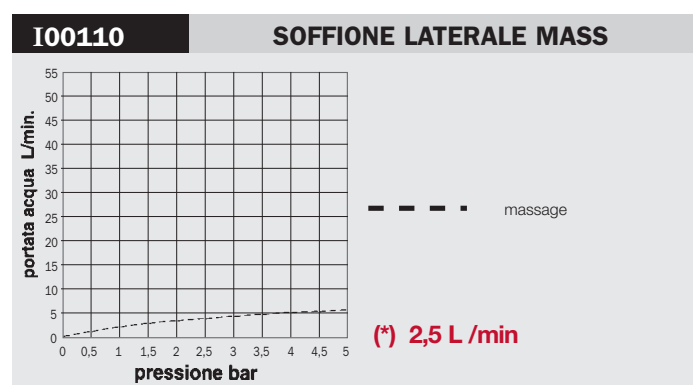 I00110
SOFFIONE LATERALE MASS
portata acqua L/min.
55
50
45
40
35
30
25
20
15
10
5
0
0 0,5 1 1,5 2 2,5 3 3,5 4 4,5 5
pressione bar
massage
(*) 2,5 L /min